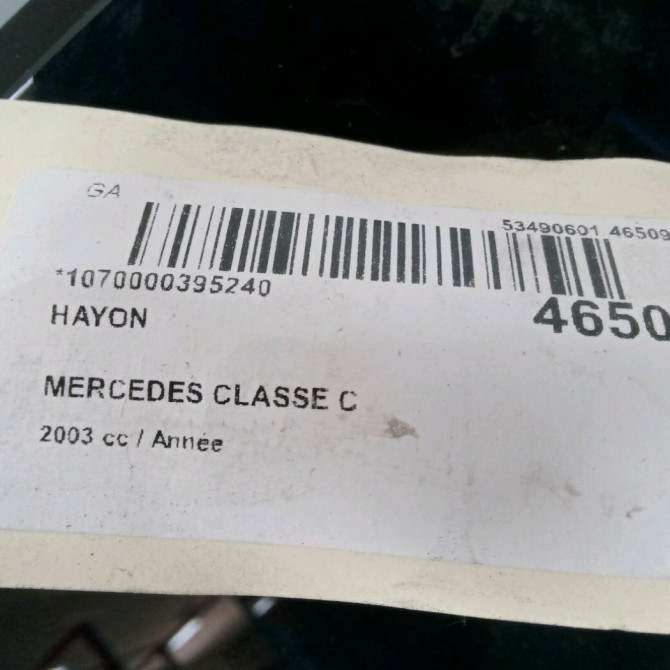 GA
53490601 46509
*1070000395240
4650
HAYON
MERCEDES CLASSE C
2003 cc / Année